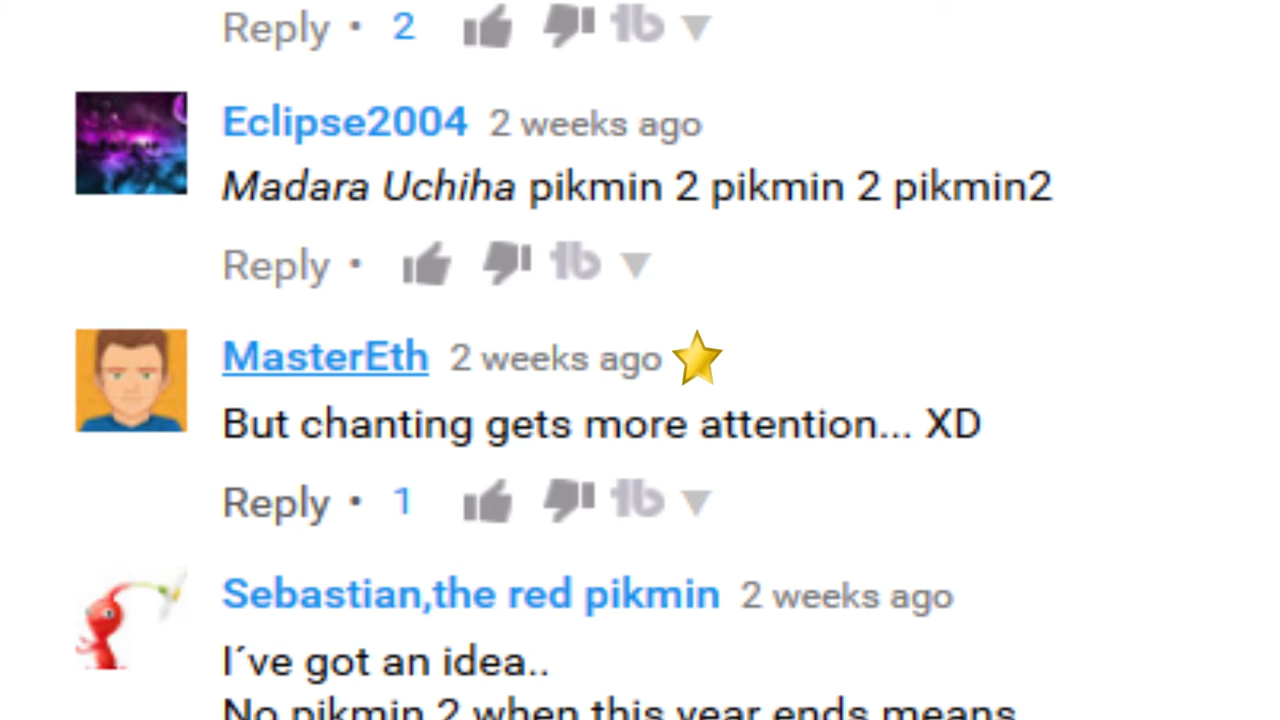 Reply • 2
Eclipse2004 2 weeks ago
Madara Uchiha pikmin 2 pikmin 2 pikmin2
Reply •
MasterEth 2 weeks ago
But chanting gets more attention... XD
Reply • 1
Sebastian,the red pikmin 2 weeks ago
I´ve got an idea..
No pikmin 2 when this year ends means